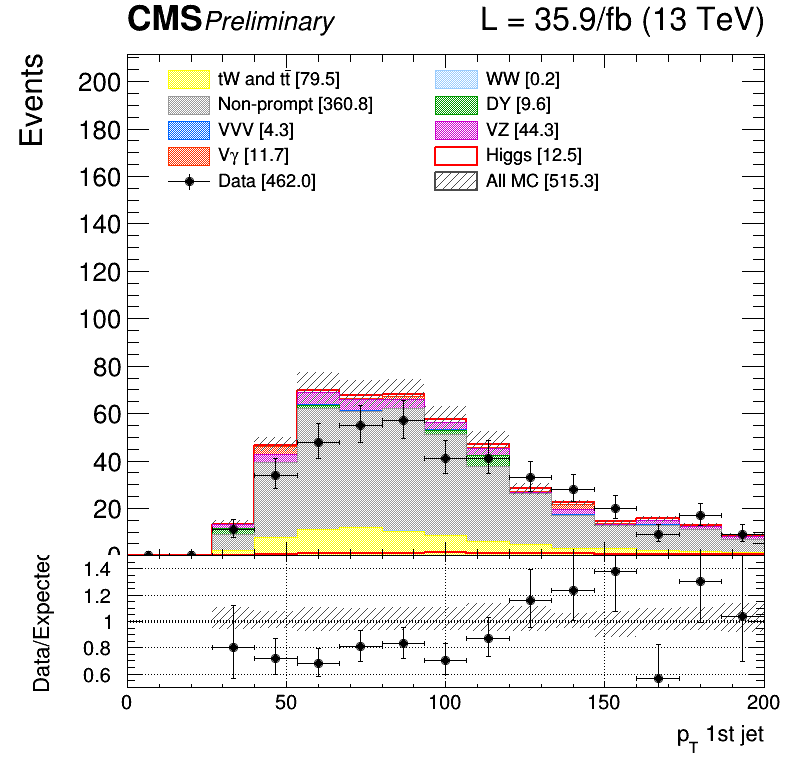 CMS Preliminary L = 35.9/fb (13 TeV)
Events
tW and tt̄ [79.5] WW [0.2]
Non-prompt [360.8] DY [9.6]
VVV [4.3] VZ [44.3]
Vγ [11.7] Higgs [12.5]
Data [462.0] All MC [515.3]
200
180
160
140
120
100
80
60
40
20
0
Data/Expected
1.4
1.2
1
0.8
0.6
0 50 100 150 200
p_T 1st jet